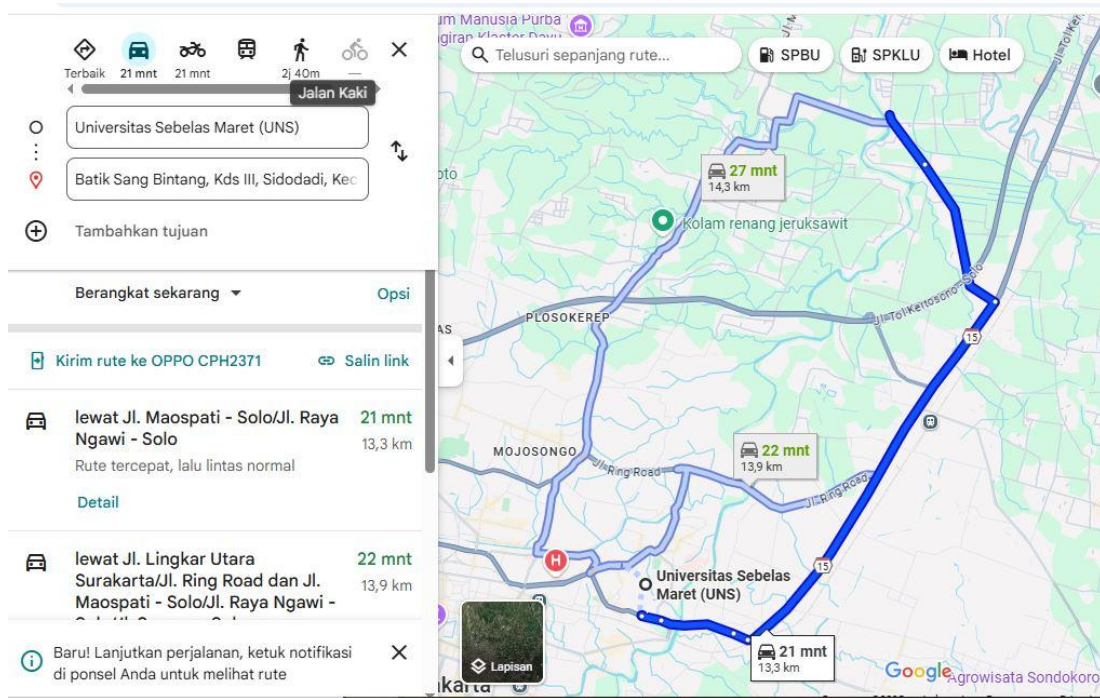 Terbaik
21 mnt
21 mnt
2j 40m
Jalan Kaki
Universitas Sebelas Maret (UNS)
Batik Sang Bintang, Kds III, Sidodadi, Kec
Tambahkan tujuan
Berangkat sekarang
Opsi
Kirim rute ke OPPO CPH2371
Salin link
lewat Jl. Maospati - Solo/Jl. Raya
Ngawi - Solo
21 mnt
13,3 km
Rute tercepat, lalu lintas normal
Detail
lewat Jl. Lingkar Utara
Surakarta/Jl. Ring Road dan Jl.
Maospati - Solo/Jl. Raya Ngawi -
22 mnt
13,9 km
Baru! Lanjutkan perjalanan, ketuk notifikasi
di ponsel Anda untuk melihat rute
um Manusia Purba
Telusuri sepanjang rute...
SPBU
SPKLU
Hotel
27 mnt
14,3 km
Kolam renang jeruksawit
Jl. Tol Kertosono - Solo
PLOSOKEREP
15
MOJOSONGO
Jl. Ring Road
22 mnt
13,9 km
Jl. Ring Road
15
H
Universitas Sebelas
Maret (UNS)
21 mnt
13,3 km
Lapisan
Google
Agrowisata Sondokoro